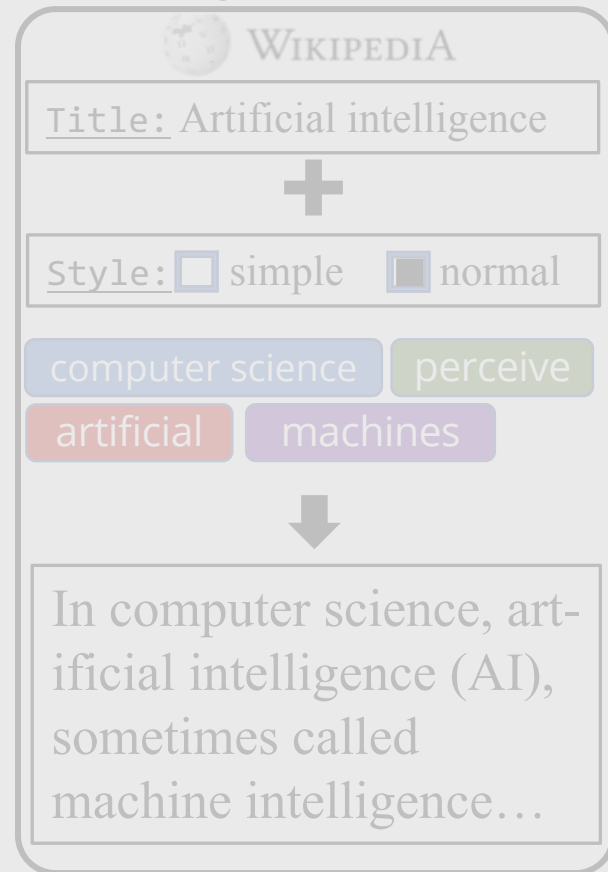 WIKIPEDIA
Title: Artificial intelligence
Style: simple normal
computer science perceive
artificial machines
In computer science, art-
ificial intelligence (AI),
sometimes called
machine intelligence…